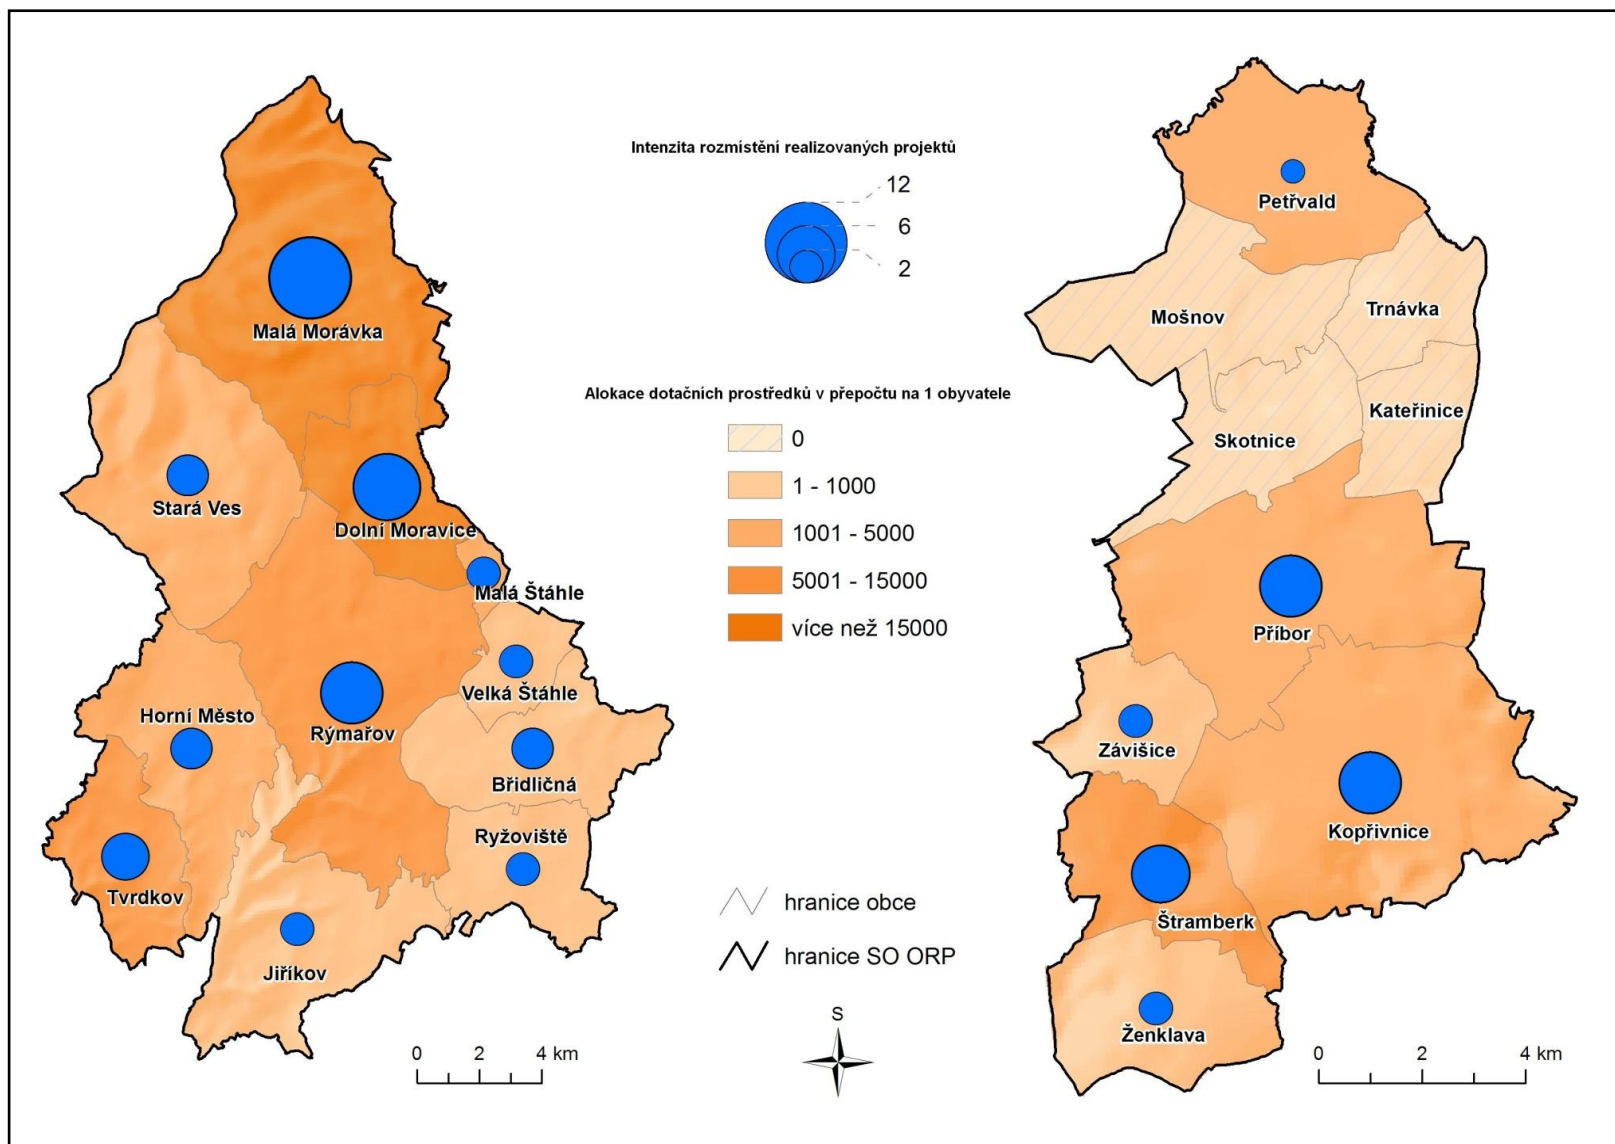 Intenzita rozmístění realizovaných projektů
12
6
2
Alokace dotačních prostředků v přepočtu na 1 obyvatele
0
1 - 1000
1001 - 5000
5001 - 15000
více než 15000
hranice obce
hranice SO ORP
S
Malá Morávka
Stará Ves
Dolní Moravice
Malá Štáhle
Velká Štáhle
Horní Město
Rýmařov
Břidličná
Ryžoviště
Tvrdkov
Jiříkov
0 2 4 km
Petřvald
Mošnov
Trnávka
Kateřinice
Skotnice
Příbor
Závišice
Kopřivnice
Štramberk
Ženklava
0 2 4 km